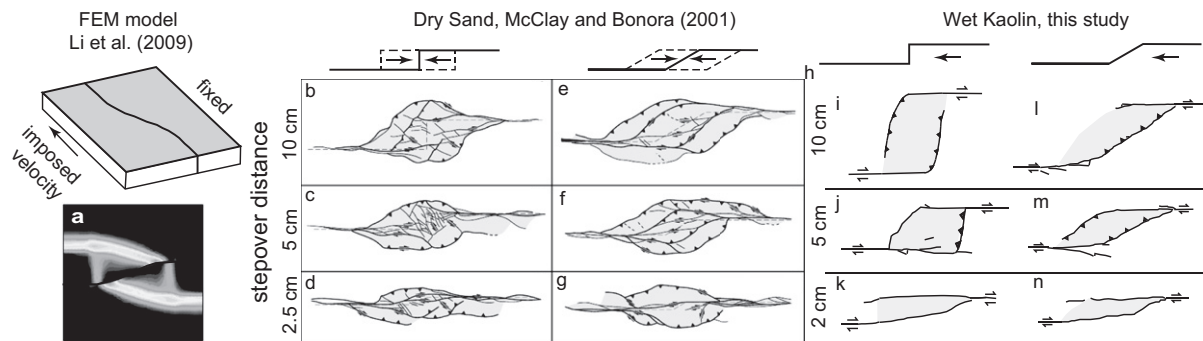 FEM model
Li et al. (2009)
fixed
imposed
velocity
a
Dry Sand, McClay and Bonora (2001)
stepover distance
10 cm
b
e
5 cm
c
f
2.5 cm
d
g
Wet Kaolin, this study
h
10 cm
i
l
5 cm
j
m
2 cm
k
n